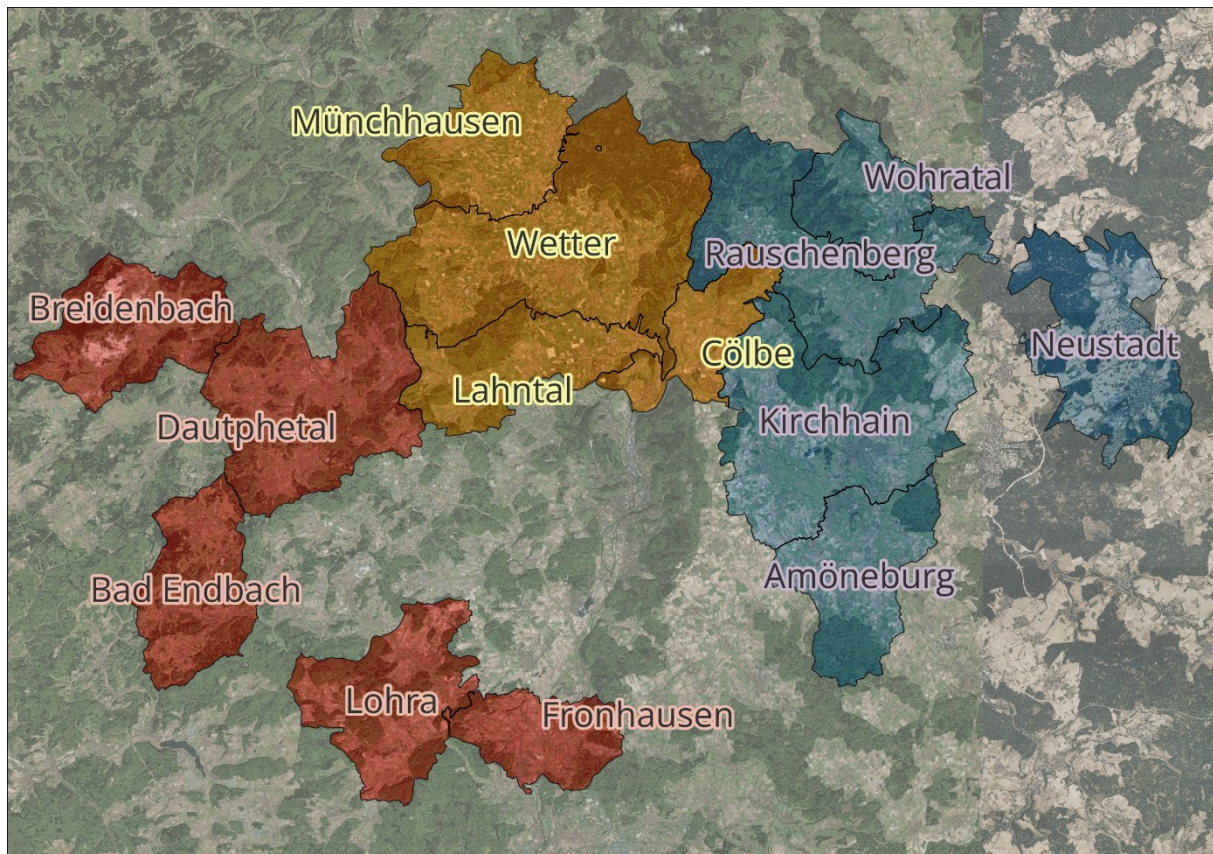 Münchhausen
Wohratal
Wetter
Rauschenberg
Breidenbach
Neustadt
Cölbe
Lahntal
Kirchhain
Dautphetal
Amöneburg
Bad Endbach
Lohra
Fronhausen